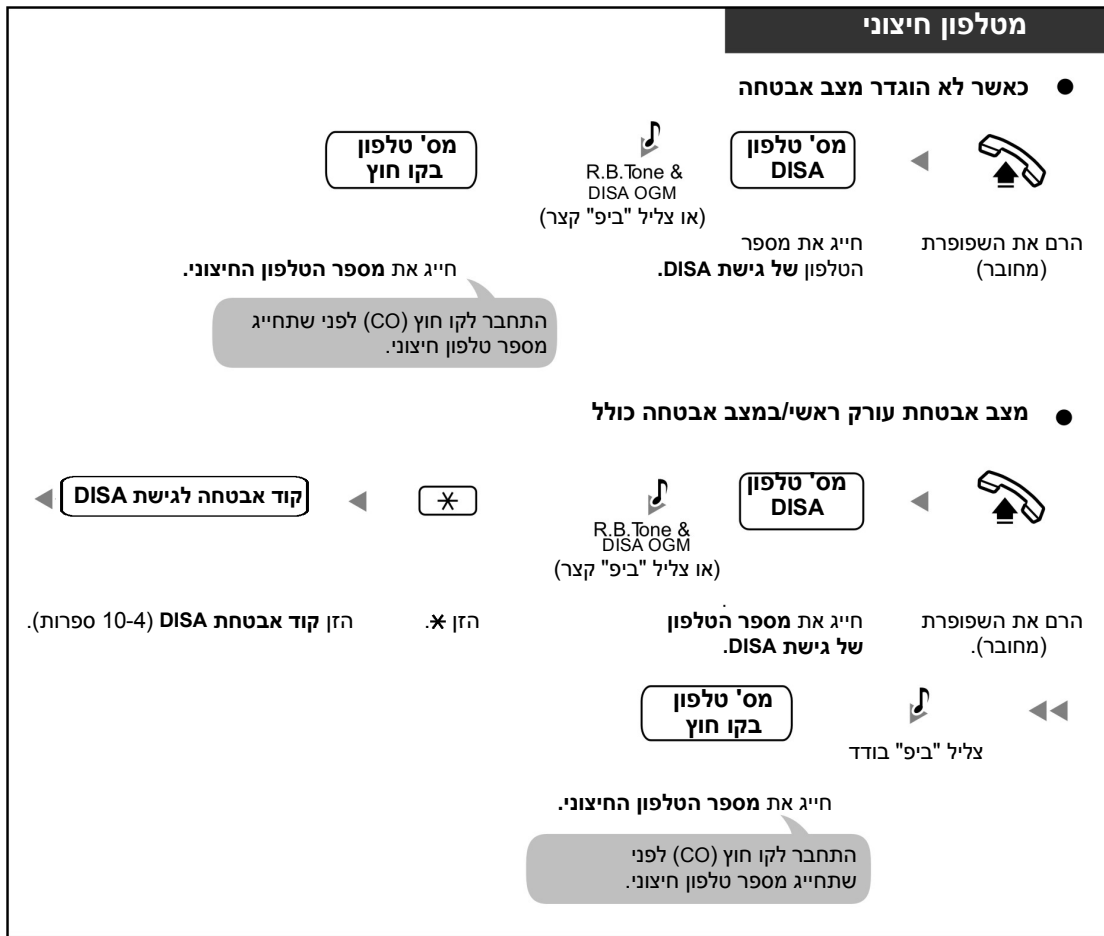 מטלפון חיצוני
כאשר לא הוגדר מצב אבטחה
מס' טלפון
DISA
R.B.Tone &
DISA OGM
(או צליל "ביפ" קצר)
מס' טלפון
בקו חוץ
הרם את השפופרת
(מחובר)
חייג את מספר
הטלפון של גישת DISA.
חייג את מספר הטלפון החיצוני.
התחבר לקו חוץ (CO) לפני שתחייג
מספר טלפון חיצוני.
מצב אבטחת עורק ראשי/במצב אבטחה כולל
מס' טלפון
DISA
R.B.Tone &
DISA OGM
(או צליל "ביפ" קצר)
*
קוד אבטחה לגישת DISA
הרם את השפופרת
(מחובר).
חייג את מספר הטלפון
של גישת DISA.
הזן *.
הזן קוד אבטחת DISA (10-4 ספרות).
צליל "ביפ" בודד
מס' טלפון
בקו חוץ
חייג את מספר הטלפון החיצוני.
התחבר לקו חוץ (CO) לפני
שתחייג מספר טלפון חיצוני.